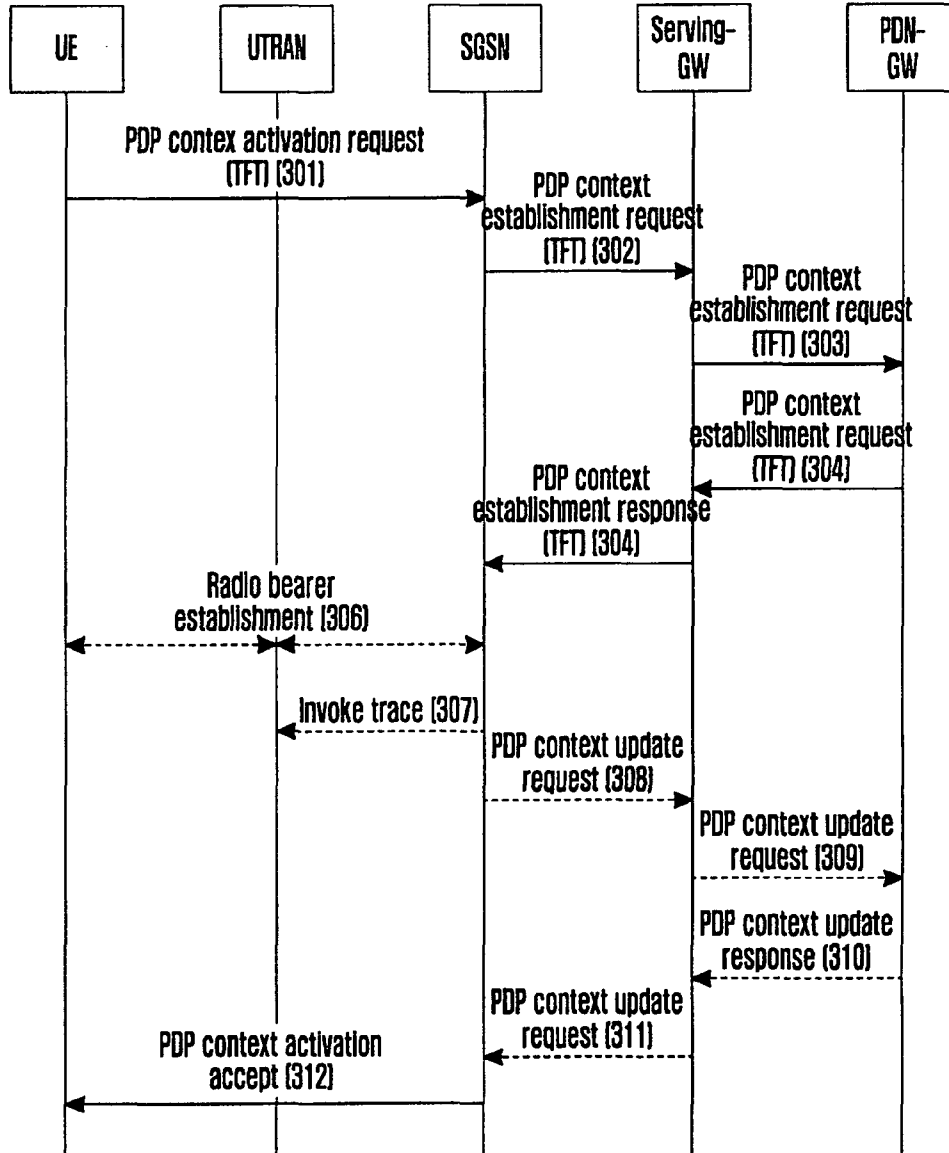 UE
UTRAN
SGSN
Serving-
GW
PDN-
GW
PDP contex activation request
(TFT) (301)
PDP context
establishment request
(TFT) (302)
PDP context
establishment request
(TFT) (303)
PDP context
establishment request
(TFT) (304)
PDP context
establishment response
(TFT) (304)
Radio bearer
establishment (306)
Invoke trace (307)
PDP context update
request (308)
PDP context update
request (309)
PDP context update
response (310)
PDP context update
request (311)
PDP context activation
accept (312)